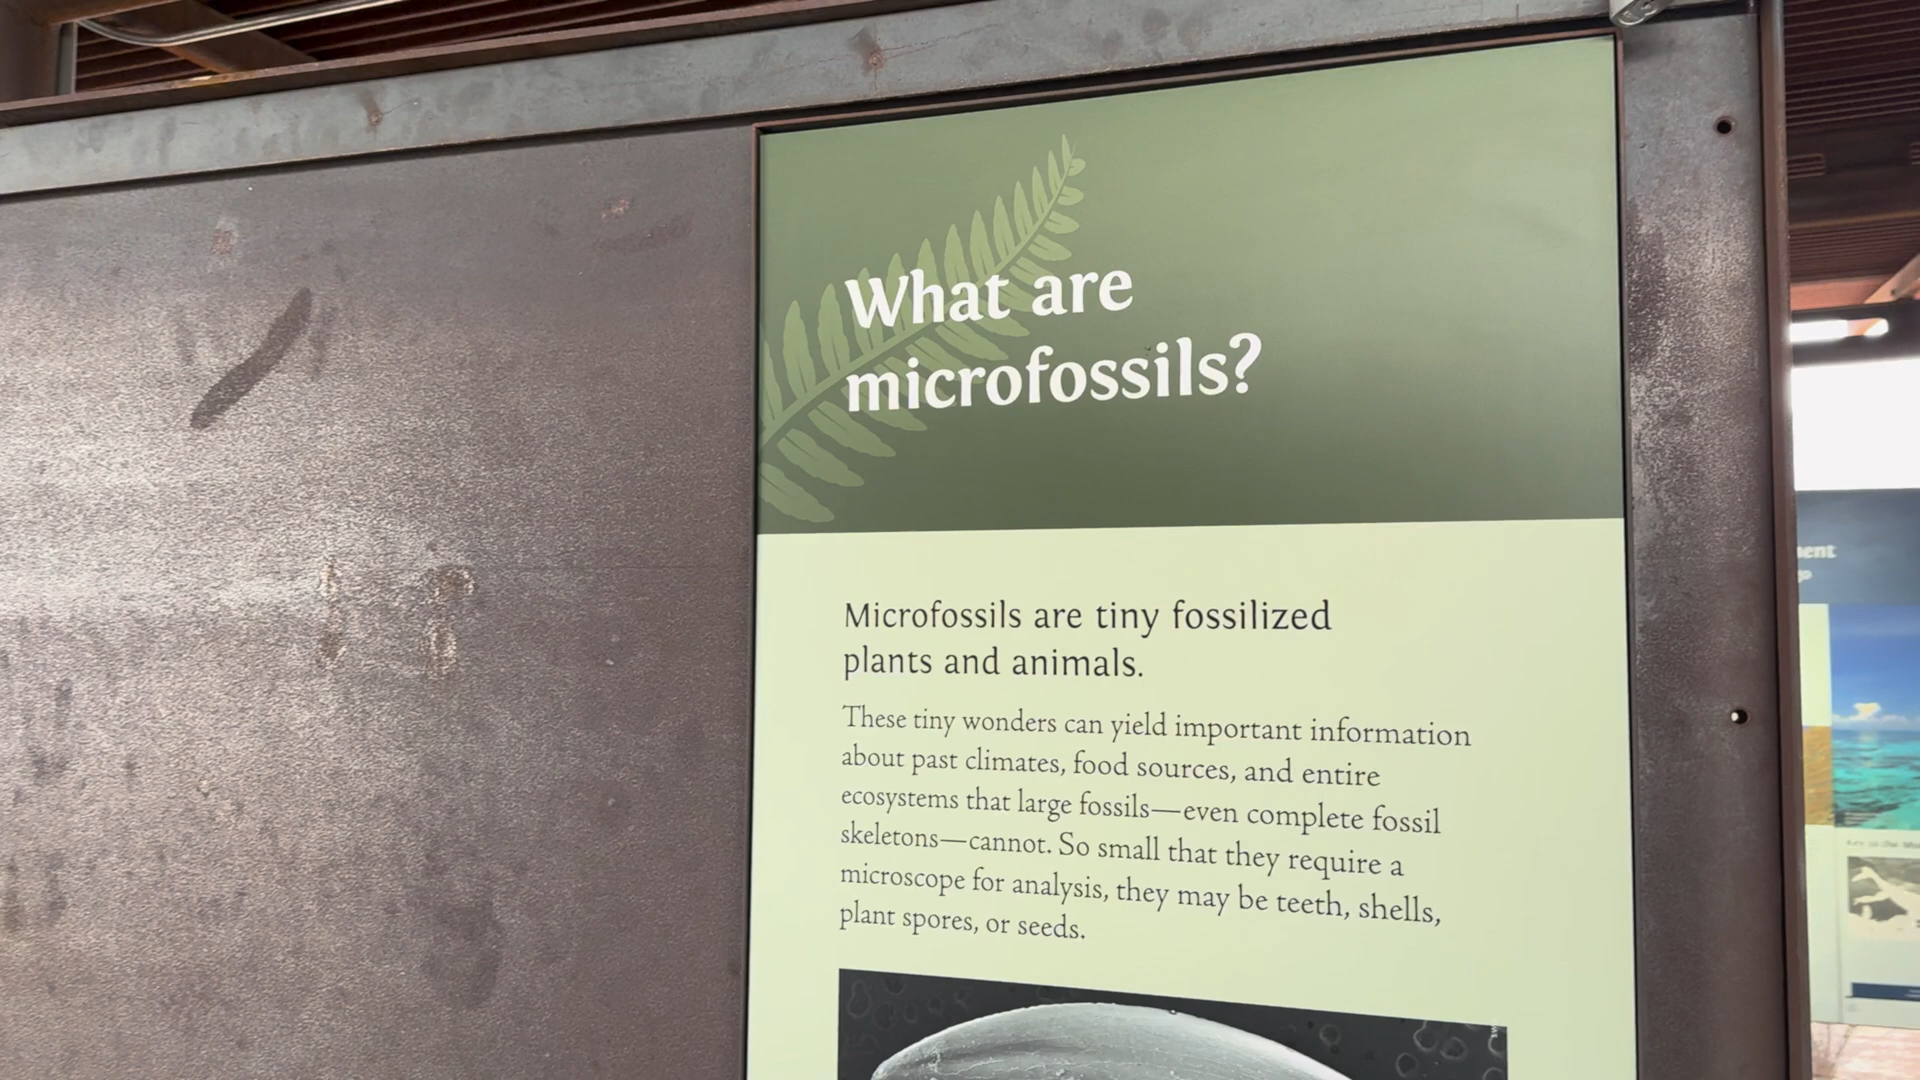 What are
microfossils?
Microfossils are tiny fossilized
plants and animals.
These tiny wonders can yield important information
about past climates, food sources, and entire
ecosystems that large fossils—even complete fossil
skeletons—cannot. So small that they require a
microscope for analysis, they may be teeth, shells,
plant spores, or seeds.